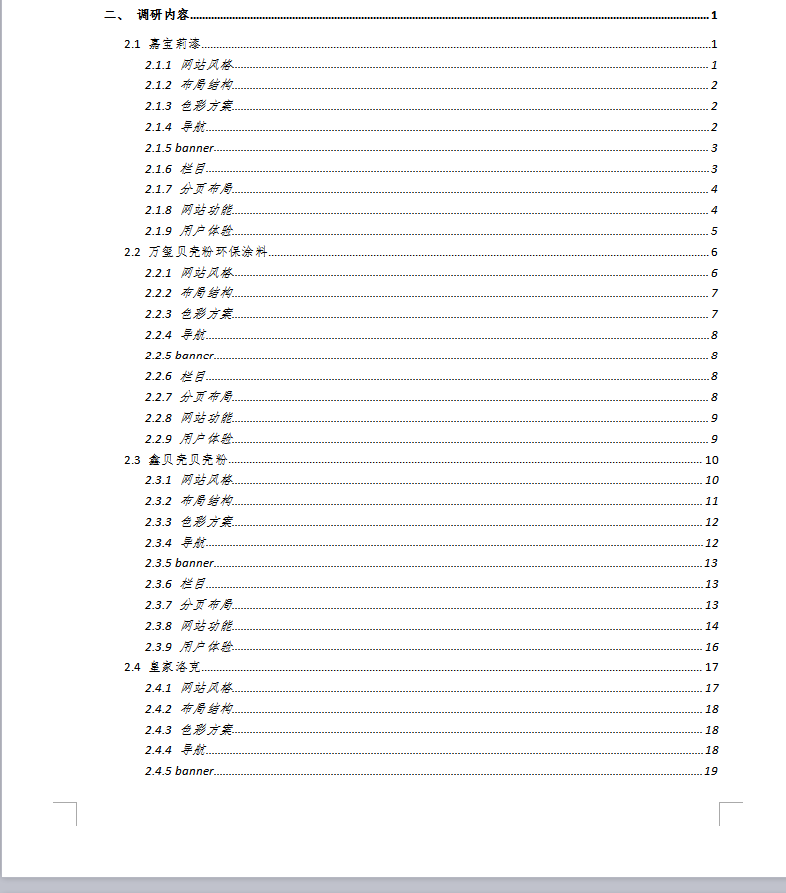 二、 调研内容 1
2.1 嘉宝莉漆 1
2.1.1 网站风格 1
2.1.2 布局结构 2
2.1.3 色彩方案 2
2.1.4 导航 2
2.1.5 banner 3
2.1.6 栏目 3
2.1.7 分页布局 4
2.1.8 网站功能 4
2.1.9 用户体验 5
2.2 万玺贝壳粉环保涂料 6
2.2.1 网站风格 6
2.2.2 布局结构 7
2.2.3 色彩方案 7
2.2.4 导航 8
2.2.5 banner 8
2.2.6 栏目 8
2.2.7 分页布局 8
2.2.8 网站功能 9
2.2.9 用户体验 9
2.3 鑫贝壳贝壳粉 10
2.3.1 网站风格 10
2.3.2 布局结构 11
2.3.3 色彩方案 12
2.3.4 导航 12
2.3.5 banner 13
2.3.6 栏目 13
2.3.7 分页布局 13
2.3.8 网站功能 14
2.3.9 用户体验 16
2.4 皇家洛克 17
2.4.1 网站风格 17
2.4.2 布局结构 18
2.4.3 色彩方案 18
2.4.4 导航 18
2.4.5 banner 19